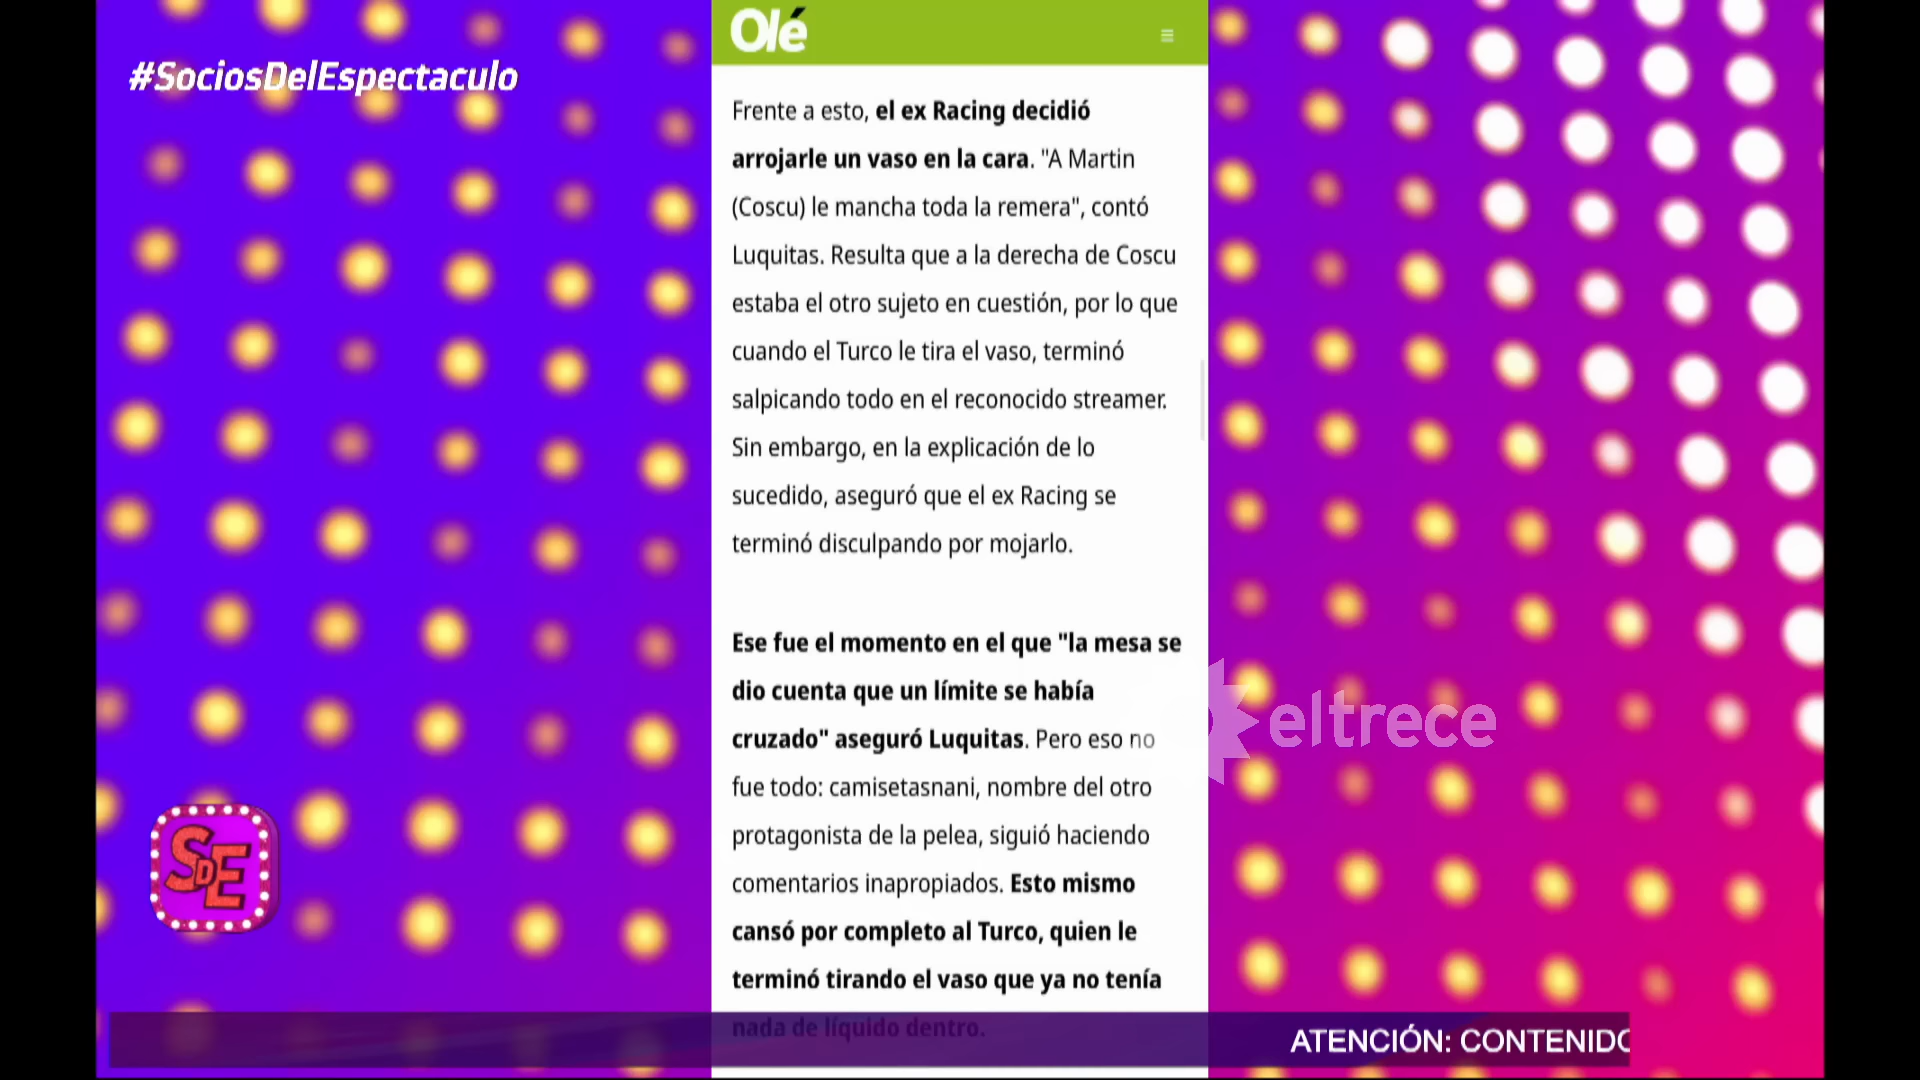 Olé
#SociosDelEspectaculo
Frente a esto, el ex Racing decidió
arrojarle un vaso en la cara. "A Martin
(Coscu) le mancha toda la remera", contó
Luquitas. Resulta que a la derecha de Coscu
estaba el otro sujeto en cuestión, por lo que
cuando el Turco le tira el vaso, terminó
salpicando todo en el reconocido streamer.
Sin embargo, en la explicación de lo
sucedido, aseguró que el ex Racing se
terminó disculpando por mojarlo.
Ese fue el momento en el que "la mesa se
dio cuenta que un límite se había
cruzado" aseguró Luquitas. Pero eso no
fue todo: camisetasnani, nombre del otro
protagonista de la pelea, siguió haciendo
comentarios inapropiados. Esto mismo
cansó por completo al Turco, quien le
terminó tirando el vaso que ya no tenía
nada de líquido dentro.
eltrece
SDE
ATENCIÓN: CONTENIDO